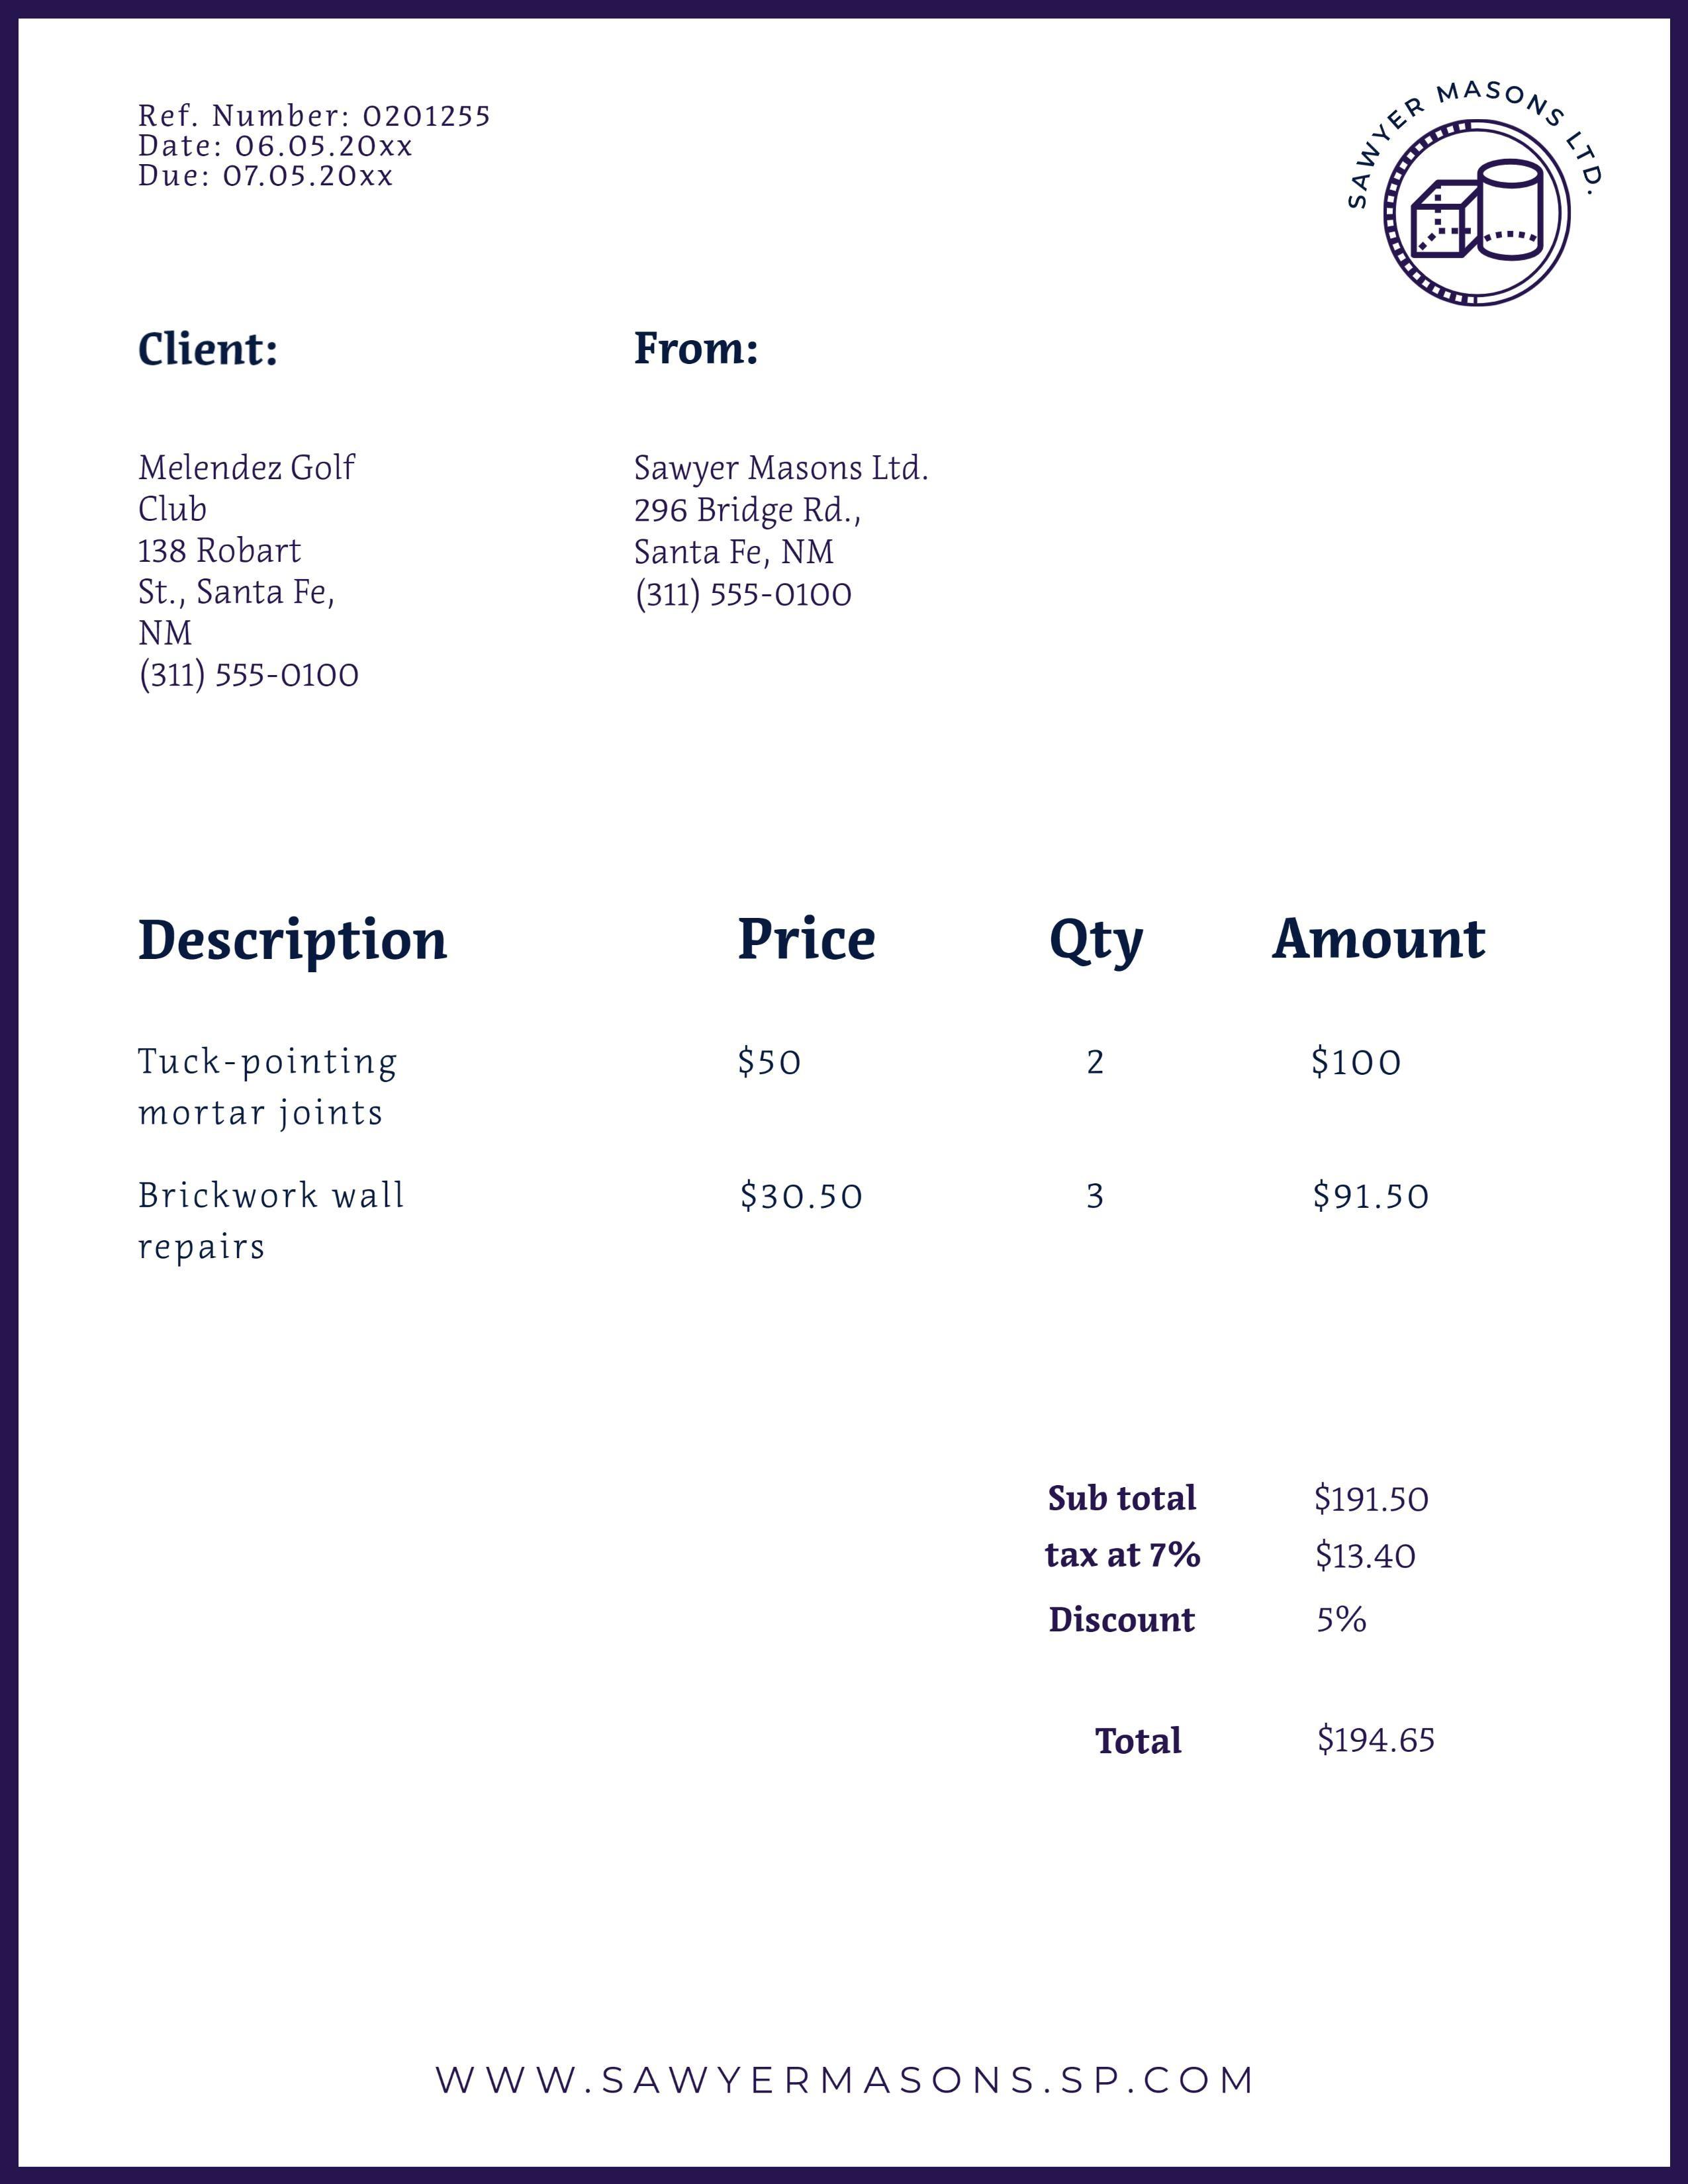 Ref. Number: 0201255
Date: 06.05.20xx
Due: 07.05.20xx
SAWYER MASONS LTD.
Client:
Melendez Golf
Club
138 Robart
St., Santa Fe,
NM
(311) 555-0100
From:
Sawyer Masons Ltd.
296 Bridge Rd.,
Santa Fe, NM
(311) 555-0100
Description Price Qty Amount
Tuck-pointing $50 2 $100
mortar joints
Brickwork wall $30.50 3 $91.50
repairs
Sub total $191.50
tax at 7% $13.40
Discount 5%
Total $194.65
WWW.SAWYERMASONS.SP.COM